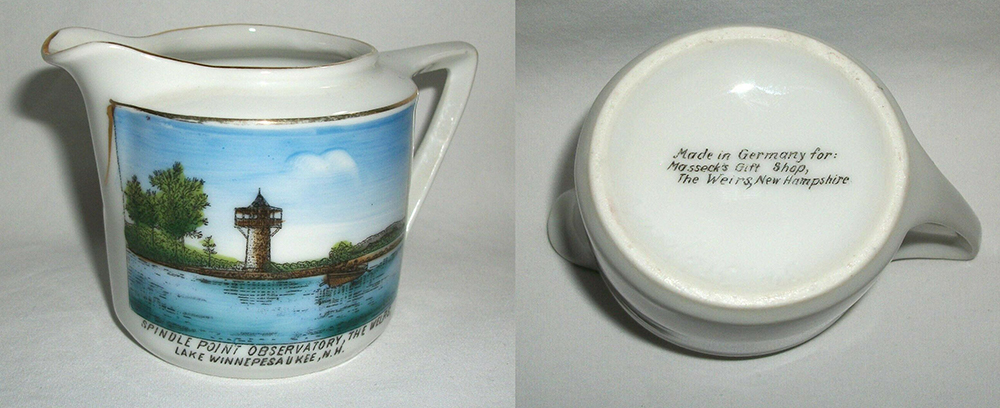 SPINDLE POINT OBSERVATORY, THE WEIRS
LAKE WINNEPESAUKEE, N.H.
Made in Germany for:
Masseck's Gift Shop,
The Weirs, New Hampshire